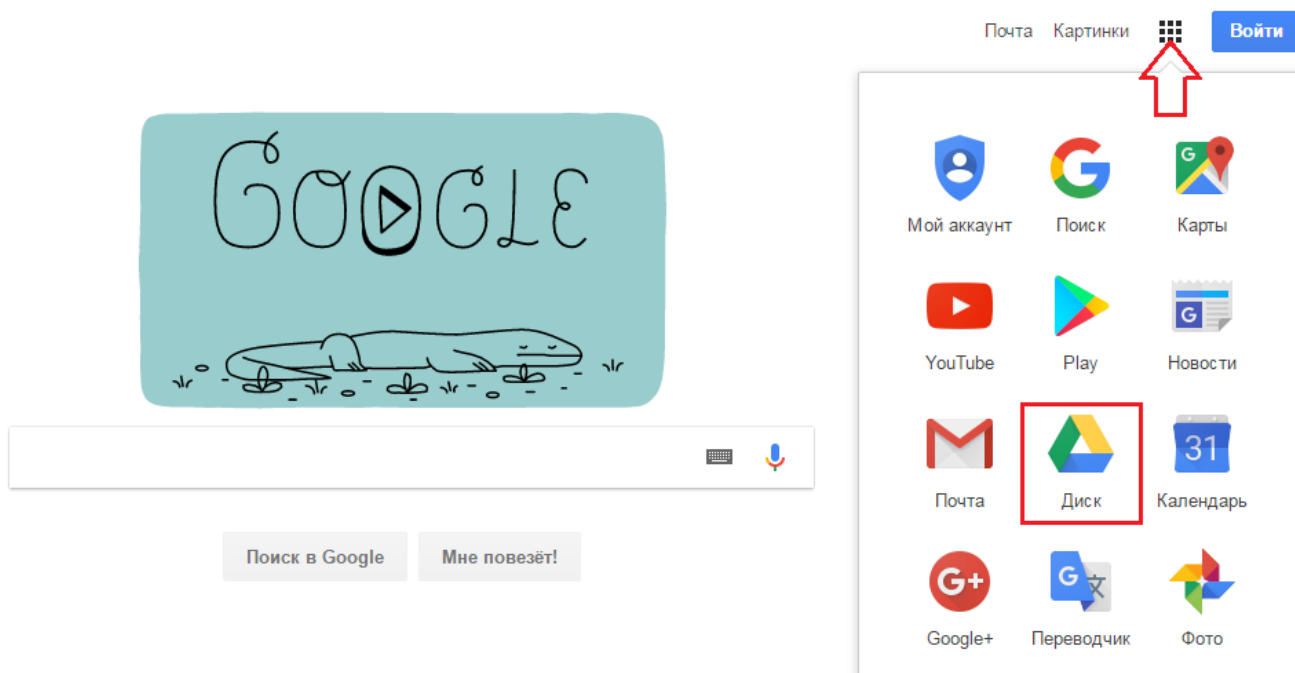 Почта Картинки Войти
GOOGLE
Поиск в Google Мне повезёт!
Мой аккаунт Поиск Карты
YouTube Play Новости
31
Почта Диск Календарь
G+
Google+ Переводчик Фото